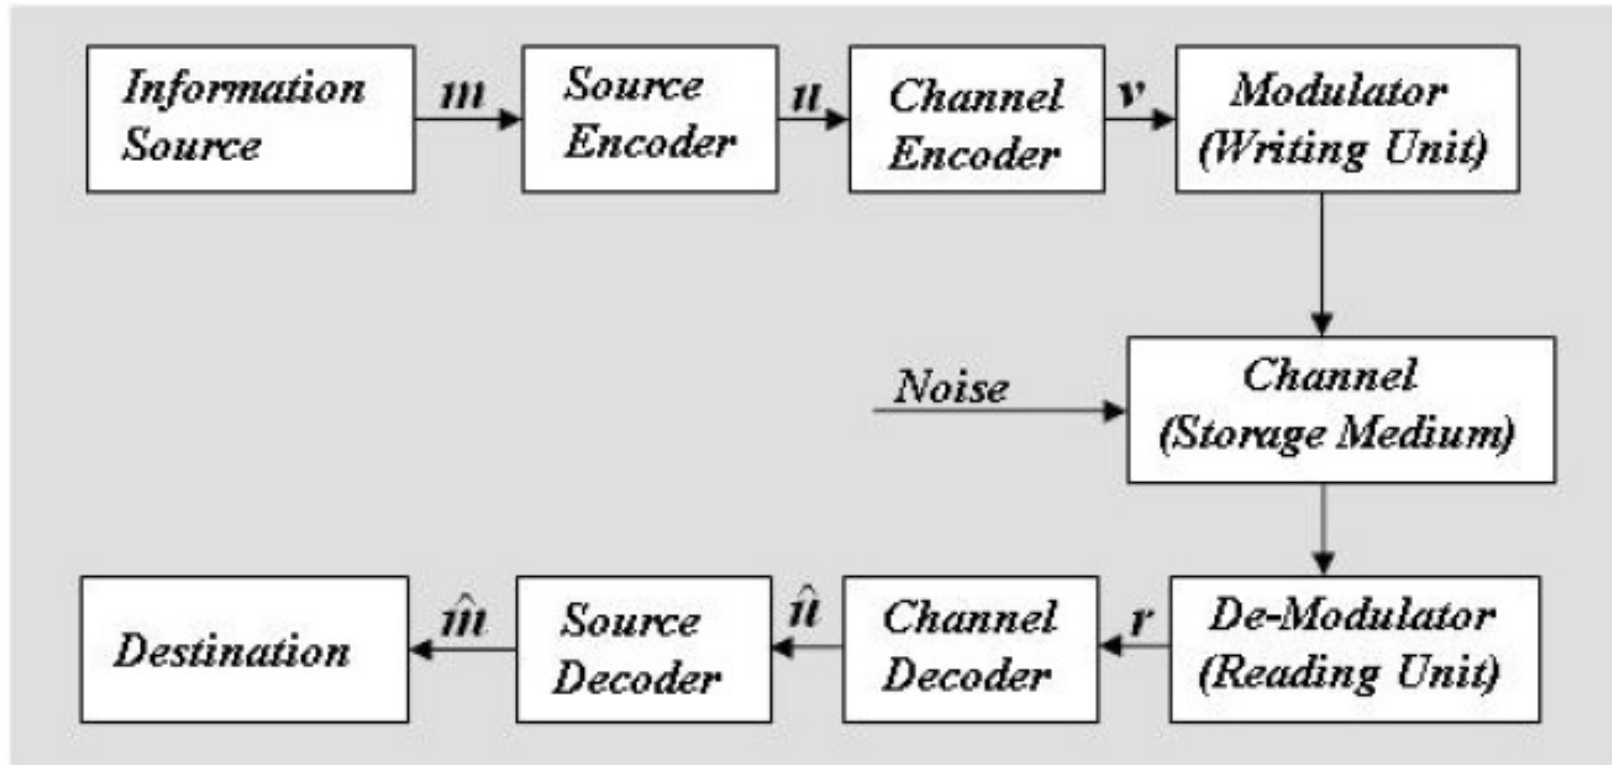 Information
Source
m
Source
Encoder
u
Channel
Encoder
v
Modulator
(Writing Unit)
Noise
Channel
(Storage Medium)
Destination
m̂
Source
Decoder
û
Channel
Decoder
r
De-Modulator
(Reading Unit)